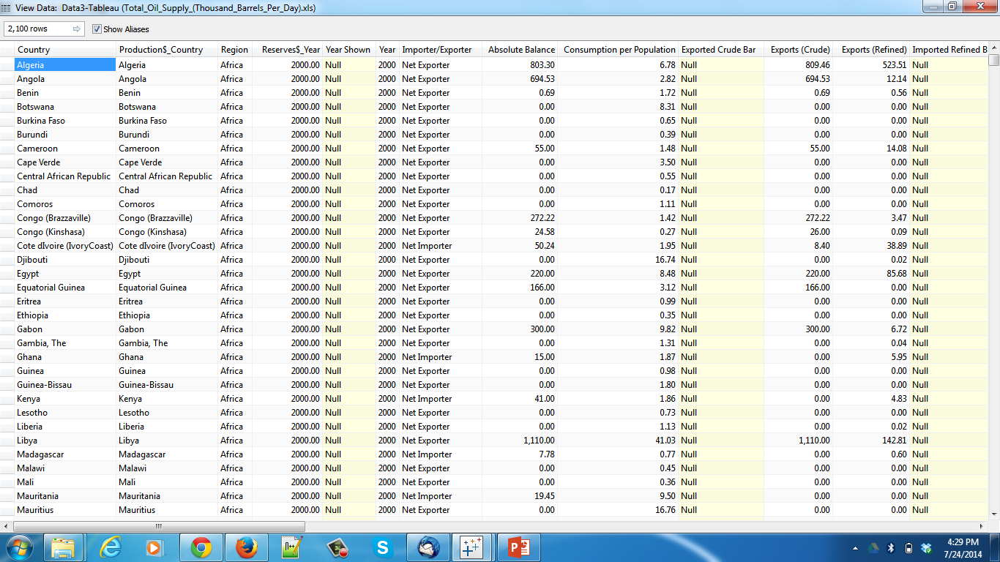 View Data: Data3-Tableau (Total_Oil_Supply_(Thousand_Barrels_Per_Day).xls)
2,100 rows Show Aliases
Country Production$_Country Region Reserves$_Year Year Shown Year Importer/Exporter Absolute Balance Consumption per Population Exported Crude Bar Exports (Crude) Exports (Refined) Imported Refined B
Algeria Algeria Africa 2000.00 Null 2000 Net Exporter 803.30 6.78 Null 809.46 523.51 Null
Angola Angola Africa 2000.00 Null 2000 Net Exporter 694.53 2.82 Null 694.53 12.14 Null
Benin Benin Africa 2000.00 Null 2000 Net Exporter 0.69 1.72 Null 0.69 0.56 Null
Botswana Botswana Africa 2000.00 Null 2000 Net Exporter 0.00 8.31 Null 0.00 0.00 Null
Burkina Faso Burkina Faso Africa 2000.00 Null 2000 Net Exporter 0.00 0.65 Null 0.00 0.00 Null
Burundi Burundi Africa 2000.00 Null 2000 Net Exporter 0.00 0.39 Null 0.00 0.00 Null
Cameroon Cameroon Africa 2000.00 Null 2000 Net Exporter 55.00 1.48 Null 55.00 14.08 Null
Cape Verde Cape Verde Africa 2000.00 Null 2000 Net Exporter 0.00 3.50 Null 0.00 0.00 Null
Central African Republic Central African Republic Africa 2000.00 Null 2000 Net Exporter 0.00 0.55 Null 0.00 0.00 Null
Chad Chad Africa 2000.00 Null 2000 Net Exporter 0.00 0.17 Null 0.00 0.00 Null
Comoros Comoros Africa 2000.00 Null 2000 Net Exporter 0.00 1.11 Null 0.00 0.00 Null
Congo (Brazzaville) Congo (Brazzaville) Africa 2000.00 Null 2000 Net Exporter 272.22 1.42 Null 272.22 3.47 Null
Congo (Kinshasa) Congo (Kinshasa) Africa 2000.00 Null 2000 Net Exporter 24.58 0.27 Null 26.00 0.09 Null
Cote dIvoire (IvoryCoast) Cote dIvoire (IvoryCoast) Africa 2000.00 Null 2000 Net Importer 50.24 1.95 Null 8.40 38.89 Null
Djibouti Djibouti Africa 2000.00 Null 2000 Net Exporter 0.00 16.74 Null 0.00 0.02 Null
Egypt Egypt Africa 2000.00 Null 2000 Net Exporter 220.00 8.48 Null 220.00 85.68 Null
Equatorial Guinea Equatorial Guinea Africa 2000.00 Null 2000 Net Exporter 166.00 3.12 Null 166.00 0.00 Null
Eritrea Eritrea Africa 2000.00 Null 2000 Net Exporter 0.00 0.99 Null 0.00 0.00 Null
Ethiopia Ethiopia Africa 2000.00 Null 2000 Net Exporter 0.00 0.35 Null 0.00 0.00 Null
Gabon Gabon Africa 2000.00 Null 2000 Net Exporter 300.00 9.82 Null 300.00 6.72 Null
Gambia, The Gambia, The Africa 2000.00 Null 2000 Net Exporter 0.00 1.31 Null 0.00 0.04 Null
Ghana Ghana Africa 2000.00 Null 2000 Net Importer 15.00 1.87 Null 0.00 5.95 Null
Guinea Guinea Africa 2000.00 Null 2000 Net Exporter 0.00 0.98 Null 0.00 0.00 Null
Guinea-Bissau Guinea-Bissau Africa 2000.00 Null 2000 Net Exporter 0.00 1.80 Null 0.00 0.00 Null
Kenya Kenya Africa 2000.00 Null 2000 Net Importer 41.00 1.86 Null 0.00 4.83 Null
Lesotho Lesotho Africa 2000.00 Null 2000 Net Exporter 0.00 0.73 Null 0.00 0.00 Null
Liberia Liberia Africa 2000.00 Null 2000 Net Exporter 0.00 1.13 Null 0.00 0.02 Null
Libya Libya Africa 2000.00 Null 2000 Net Exporter 1,110.00 41.03 Null 1,110.00 142.81 Null
Madagascar Madagascar Africa 2000.00 Null 2000 Net Importer 7.78 0.77 Null 0.00 0.60 Null
Malawi Malawi Africa 2000.00 Null 2000 Net Exporter 0.00 0.45 Null 0.00 0.00 Null
Mali Mali Africa 2000.00 Null 2000 Net Exporter 0.00 0.36 Null 0.00 0.00 Null
Mauritania Mauritania Africa 2000.00 Null 2000 Net Importer 19.45 9.50 Null 0.00 0.00 Null
Mauritius Mauritius Africa 2000.00 Null 2000 Net Exporter 0.00 16.76 Null 0.00 0.00 Null
4:29 PM
7/24/2014